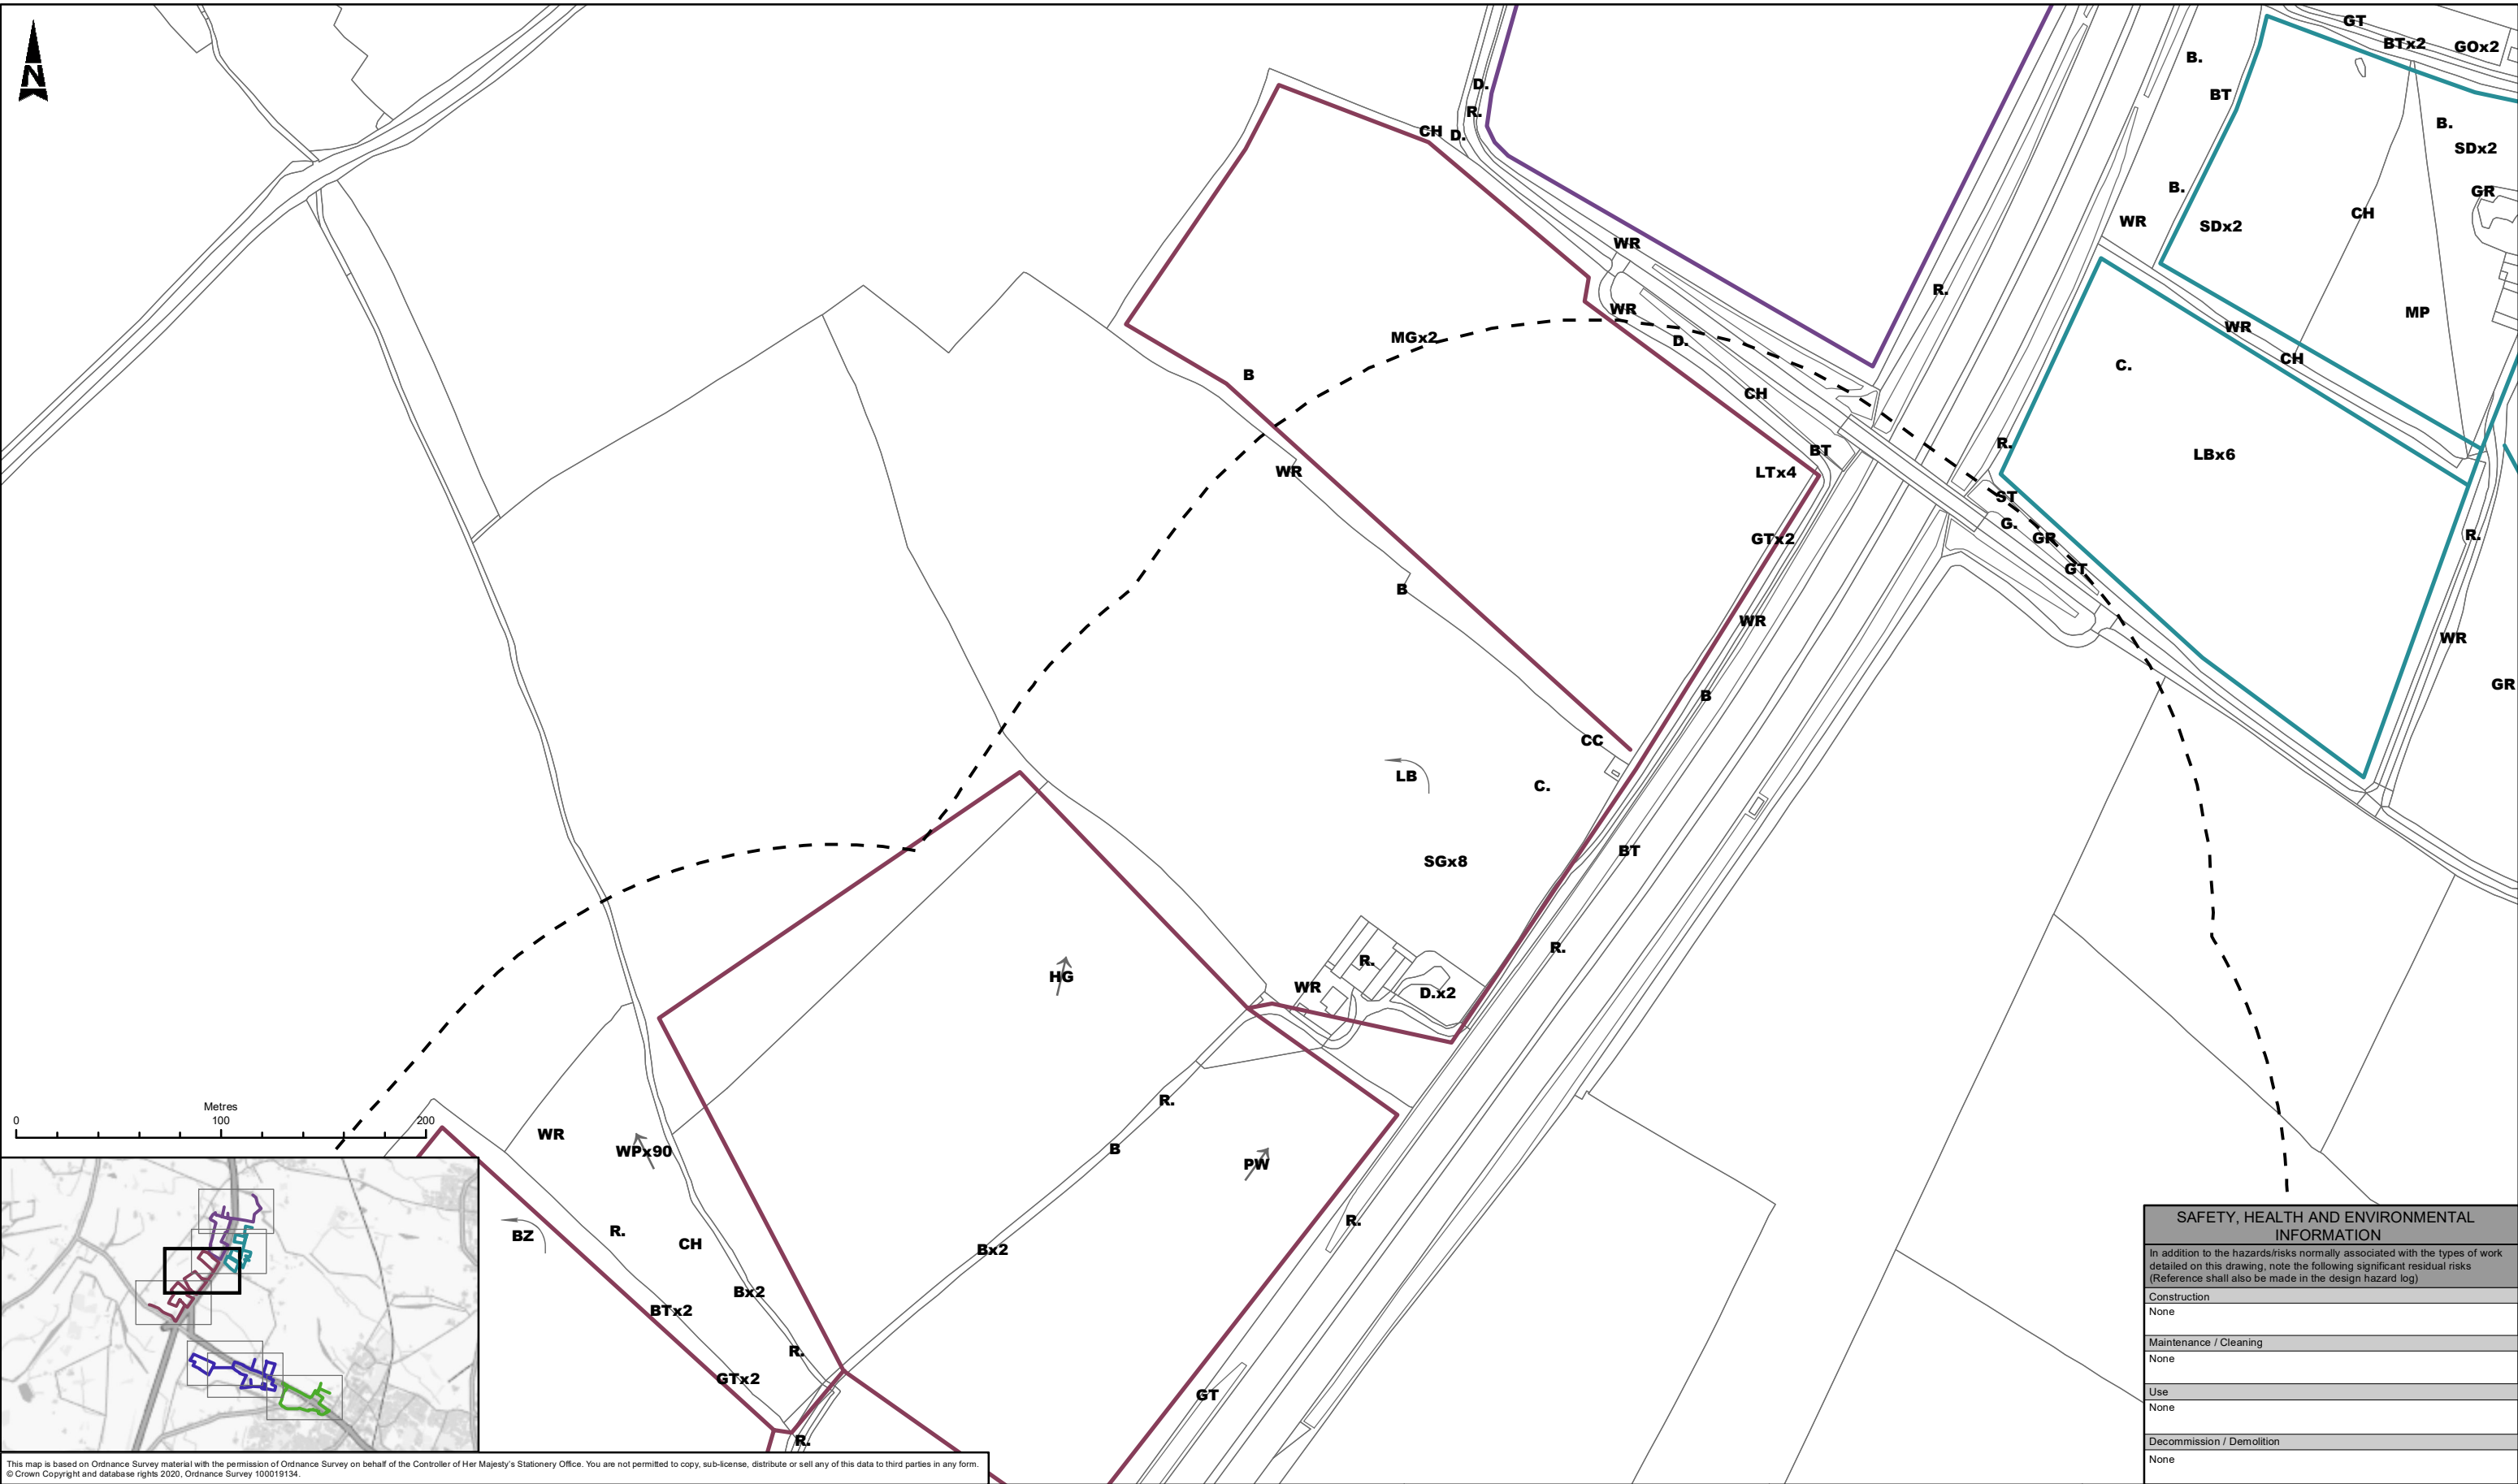 N
GT
BTx2
GOx2
B.
D.
BT
R.
CH
D.
B.
SDx2
B.
GR
WR
SDx2
CH
WR
R.
WR
MP
WR
MGx2
D.
CH
C.
B
CH
BT
R.
LBx6
WR
LTx4
ST
G.
GTx2
GR
R.
GT
B
WR
WR
B
GR
CC
LB
C.
BT
SGx8
R.
R.
HG
WR
D.x2
R.
Metres
0
100
200
WR
WPx90
B
PW
R.
BZ
R.
CH
Bx2
Bx2
BTx2
R.
GTx2
GT
R.
SAFETY, HEALTH AND ENVIRONMENTAL
INFORMATION
In addition to the hazards/risks normally associated with the types of work
detailed on this drawing, note the following significant residual risks
(Reference shall also be made in the design hazard log)
Construction
None
Maintenance / Cleaning
None
Use
None
Decommission / Demolition
None
This map is based on Ordnance Survey material with the permission of Ordnance Survey on behalf of the Controller of Her Majesty's Stationery Office. You are not permitted to copy, sub-license, distribute or sell any of this data to third parties in any form.
© Crown Copyright and database rights 2020, Ordnance Survey 100019134.